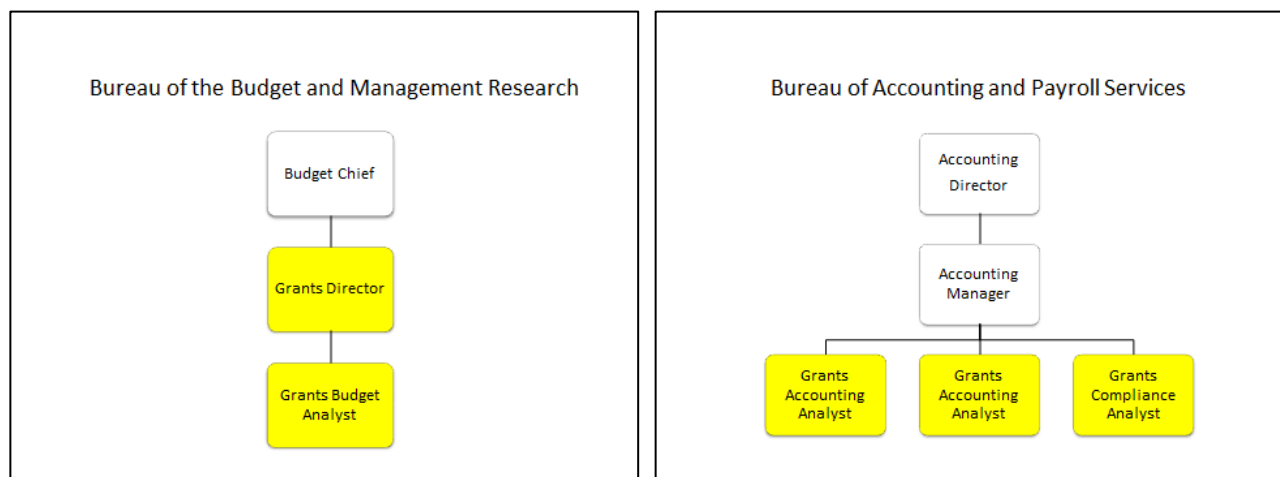 Bureau of the Budget and Management Research
Budget Chief
Grants Director
Grants Budget
Analyst
Bureau of Accounting and Payroll Services
Accounting
Director
Accounting
Manager
Grants
Accounting
Analyst
Grants
Accounting
Analyst
Grants
Compliance
Analyst